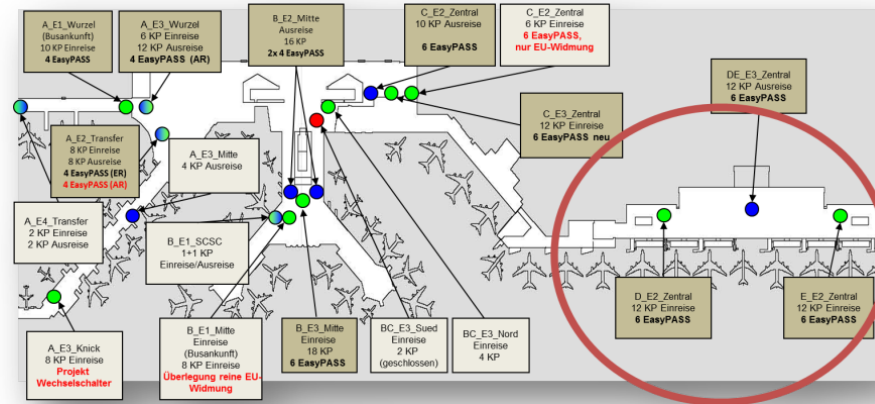 A_E1_Wurzel
(Busankunft)
10 KP Einreise
4 EasyPASS
A_E3_Wurzel
6 KP Einreise
12 KP Ausreise
4 EasyPASS (AR)
B_E2_Mitte
Ausreise
16 KP
2x 4 EasyPASS
C_E2_Zentral
10 KP Ausreise
6 EasyPASS
C_E2_Zentral
6 KP Einreise
6 EasyPASS,
nur EU-Widmung
DE_E3_Zentral
12 KP Ausreise
6 EasyPASS
C_E3_Zentral
12 KP Einreise
6 EasyPASS neu
A_E2_Transfer
8 KP Einreise
8 KP Ausreise
4 EasyPASS (ER)
4 EasyPASS(AR)
A_E3_Mitte
4 KP Ausreise
A_E4_Transfer
2 KP Einreise
2 KP Ausreise
B_E1_SCSC
1+1 KP
Einreise/Ausreise
D_E2_Zentral
12 KP Einreise
6 EasyPASS
E_E2_Zentral
12 KP Einreise
6 EasyPASS
A_E3_Knick
8 KP Einreise
Projekt
Wechselschalter
B_E1_Mitte
Einreise
(Busankunft)
8 KP Einreise
Überlegung reine EU-
Widmung
B_E3_Mitte
Einreise
18 KP
6 EasyPASS
BC_E3_Sued
Einreise
2 KP
(geschlossen)
BC_E3_Nord
Einreise
4 KP